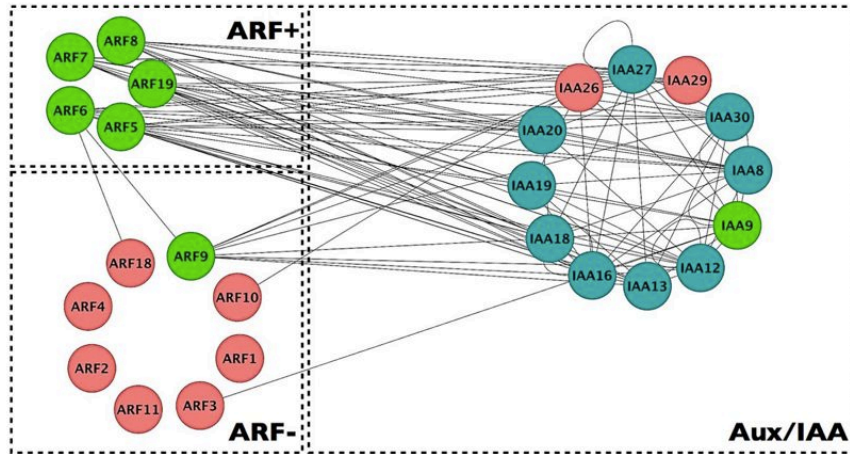 ARF+
ARF8
ARF7
ARF19
ARF6
ARF5
ARF18
ARF9
ARF4
ARF10
ARF2
ARF1
ARF11
ARF3
ARF-
IAA27
IAA26
IAA29
IAA20
IAA30
IAA19
IAA8
IAA18
IAA9
IAA16
IAA12
IAA13
Aux/IAA